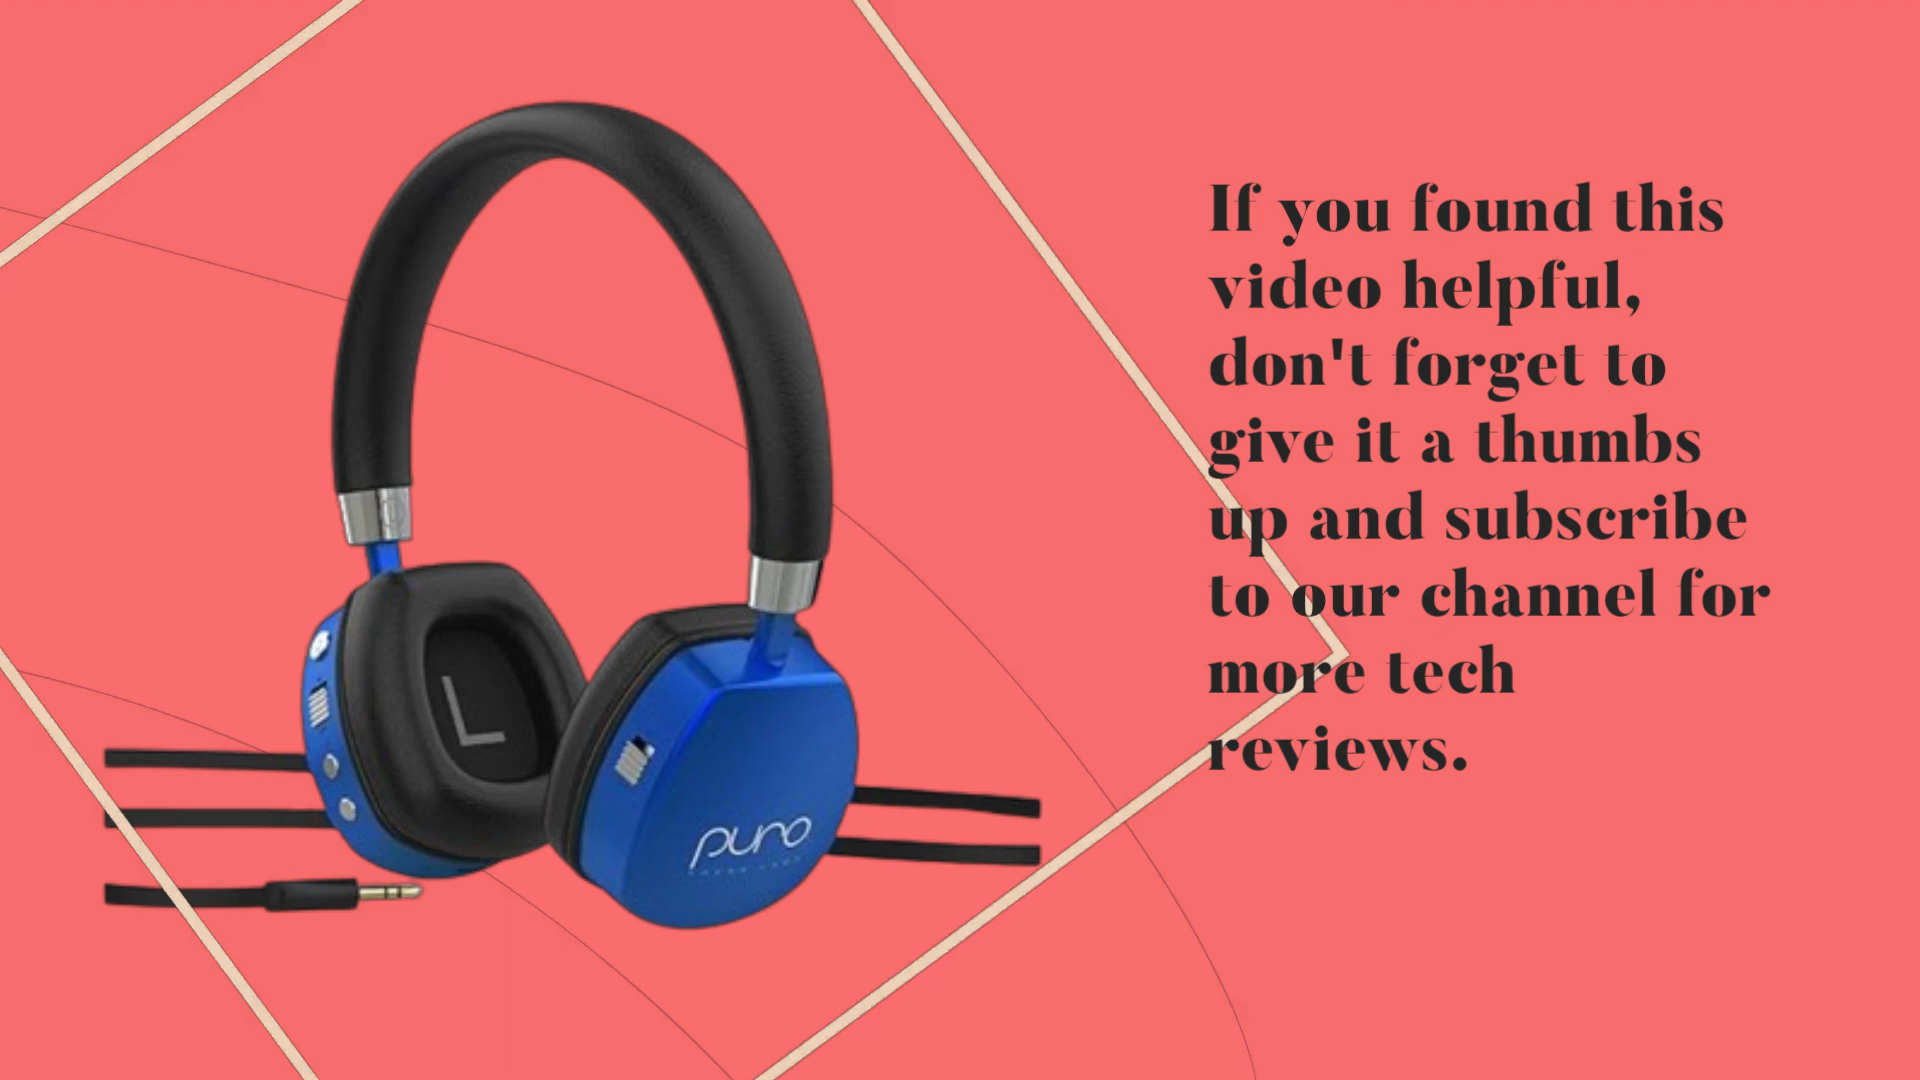 If you found this
video helpful,
don't forget to
give it a thumbs
up and subscribe
to our channel for
more tech
reviews.
L
puro